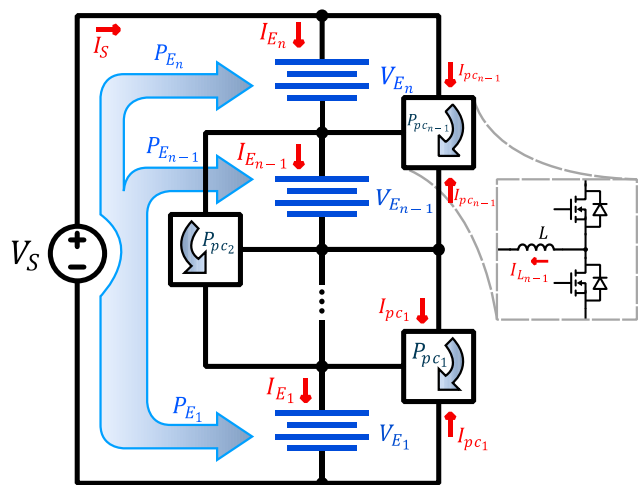 I_S
P_{E_n}
I_{E_n}
V_{E_n}
I_{pc_{n-1}}
P_{pc_{n-1}}
P_{E_{n-1}}
I_{E_{n-1}}
V_{E_{n-1}}
I_{pc_{n-1}}
L
I_{L_{n-1}}
V_S
P_{pc_2}
I_{pc_1}
P_{pc_1}
P_{E_1}
I_{E_1}
V_{E_1}
I_{pc_1}